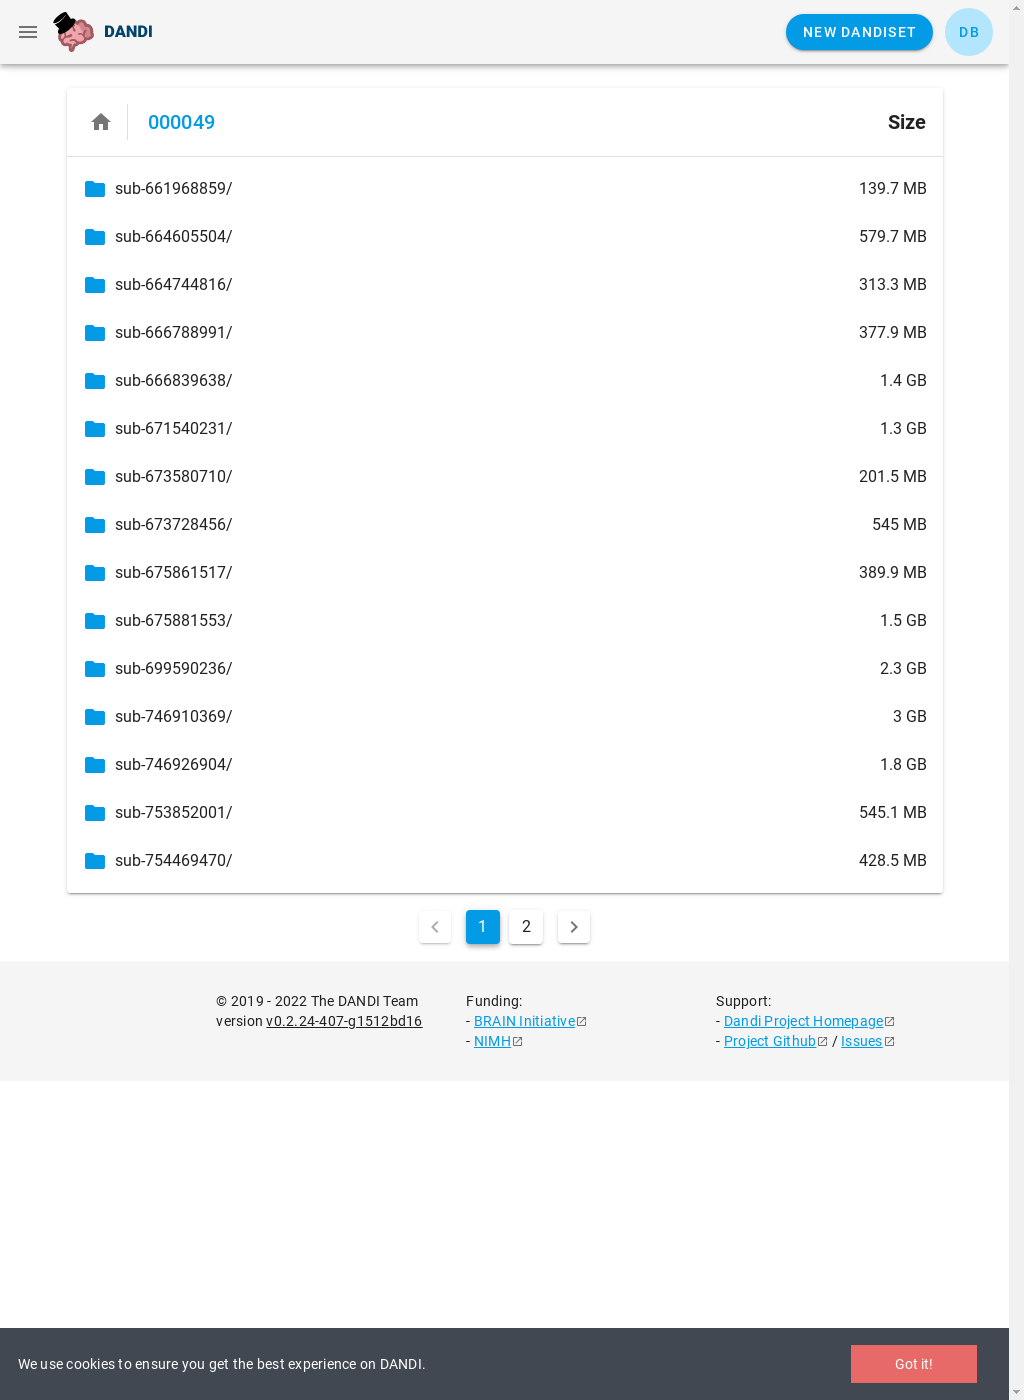 DANDI
NEW DANDISET
DB
000049
Size
sub-661968859/ 139.7 MB
sub-664605504/ 579.7 MB
sub-664744816/ 313.3 MB
sub-666788991/ 377.9 MB
sub-666839638/ 1.4 GB
sub-671540231/ 1.3 GB
sub-673580710/ 201.5 MB
sub-673728456/ 545 MB
sub-675861517/ 389.9 MB
sub-675881553/ 1.5 GB
sub-699590236/ 2.3 GB
sub-746910369/ 3 GB
sub-746926904/ 1.8 GB
sub-753852001/ 545.1 MB
sub-754469470/ 428.5 MB
1 2
© 2019 - 2022 The DANDI Team
version v0.2.24-407-g1512bd16
Funding:
- BRAIN Initiative
- NIMH
Support:
- Dandi Project Homepage
- Project Github / Issues
We use cookies to ensure you get the best experience on DANDI.
Got it!